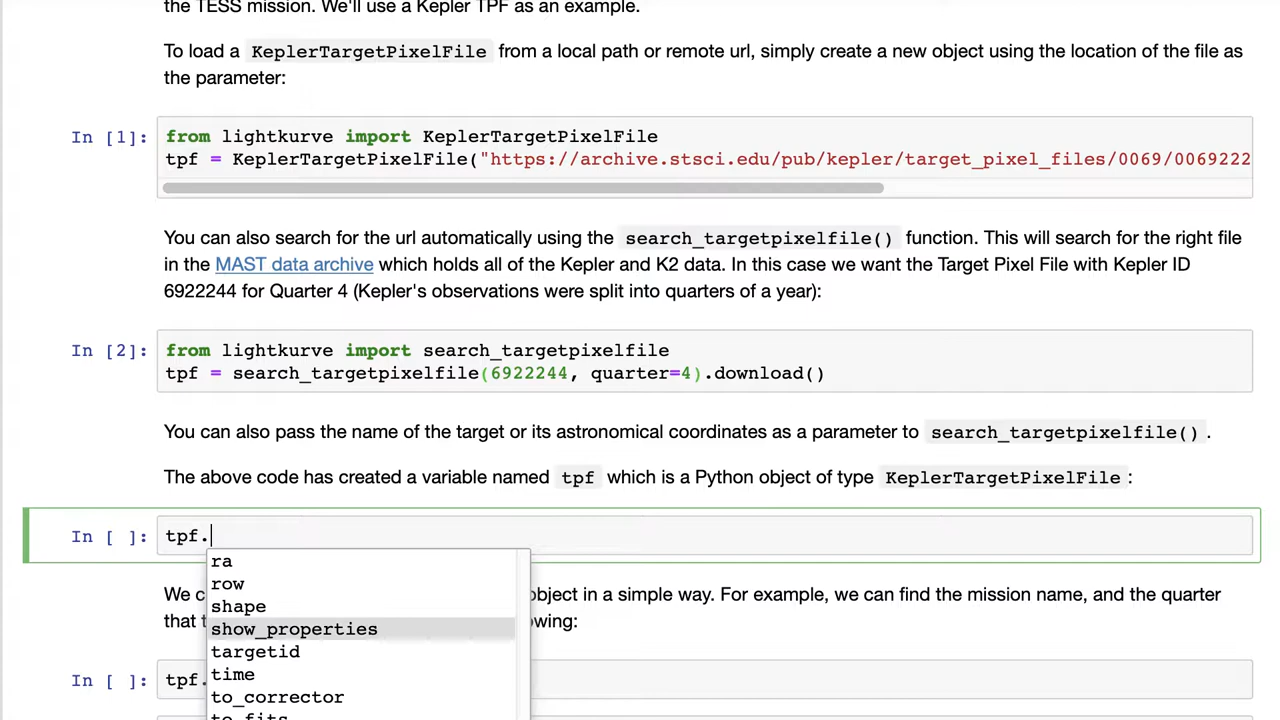 the TESS mission. We'll use a Kepler TPF as an example.
To load a KeplerTargetPixelFile from a local path or remote url, simply create a new object using the location of the file as
the parameter:
In [1]: from lightkurve import KeplerTargetPixelFile
tpf = KeplerTargetPixelFile("https://archive.stsci.edu/pub/kepler/target_pixel_files/0069/0069222
You can also search for the url automatically using the search_targetpixelfile() function. This will search for the right file
in the MAST data archive which holds all of the Kepler and K2 data. In this case we want the Target Pixel File with Kepler ID
6922244 for Quarter 4 (Kepler's observations were split into quarters of a year):
In [2]: from lightkurve import search_targetpixelfile
tpf = search_targetpixelfile(6922244, quarter=4).download()
You can also pass the name of the target or its astronomical coordinates as a parameter to search_targetpixelfile().
The above code has created a variable named tpf which is a Python object of type KeplerTargetPixelFile:
In [ ]: tpf.
ra
row
shape
show_properties
targetid
time
to_corrector
to_fits
We c object in a simple way. For example, we can find the mission name, and the quarter
that t owing:
In [ ]: tpf.